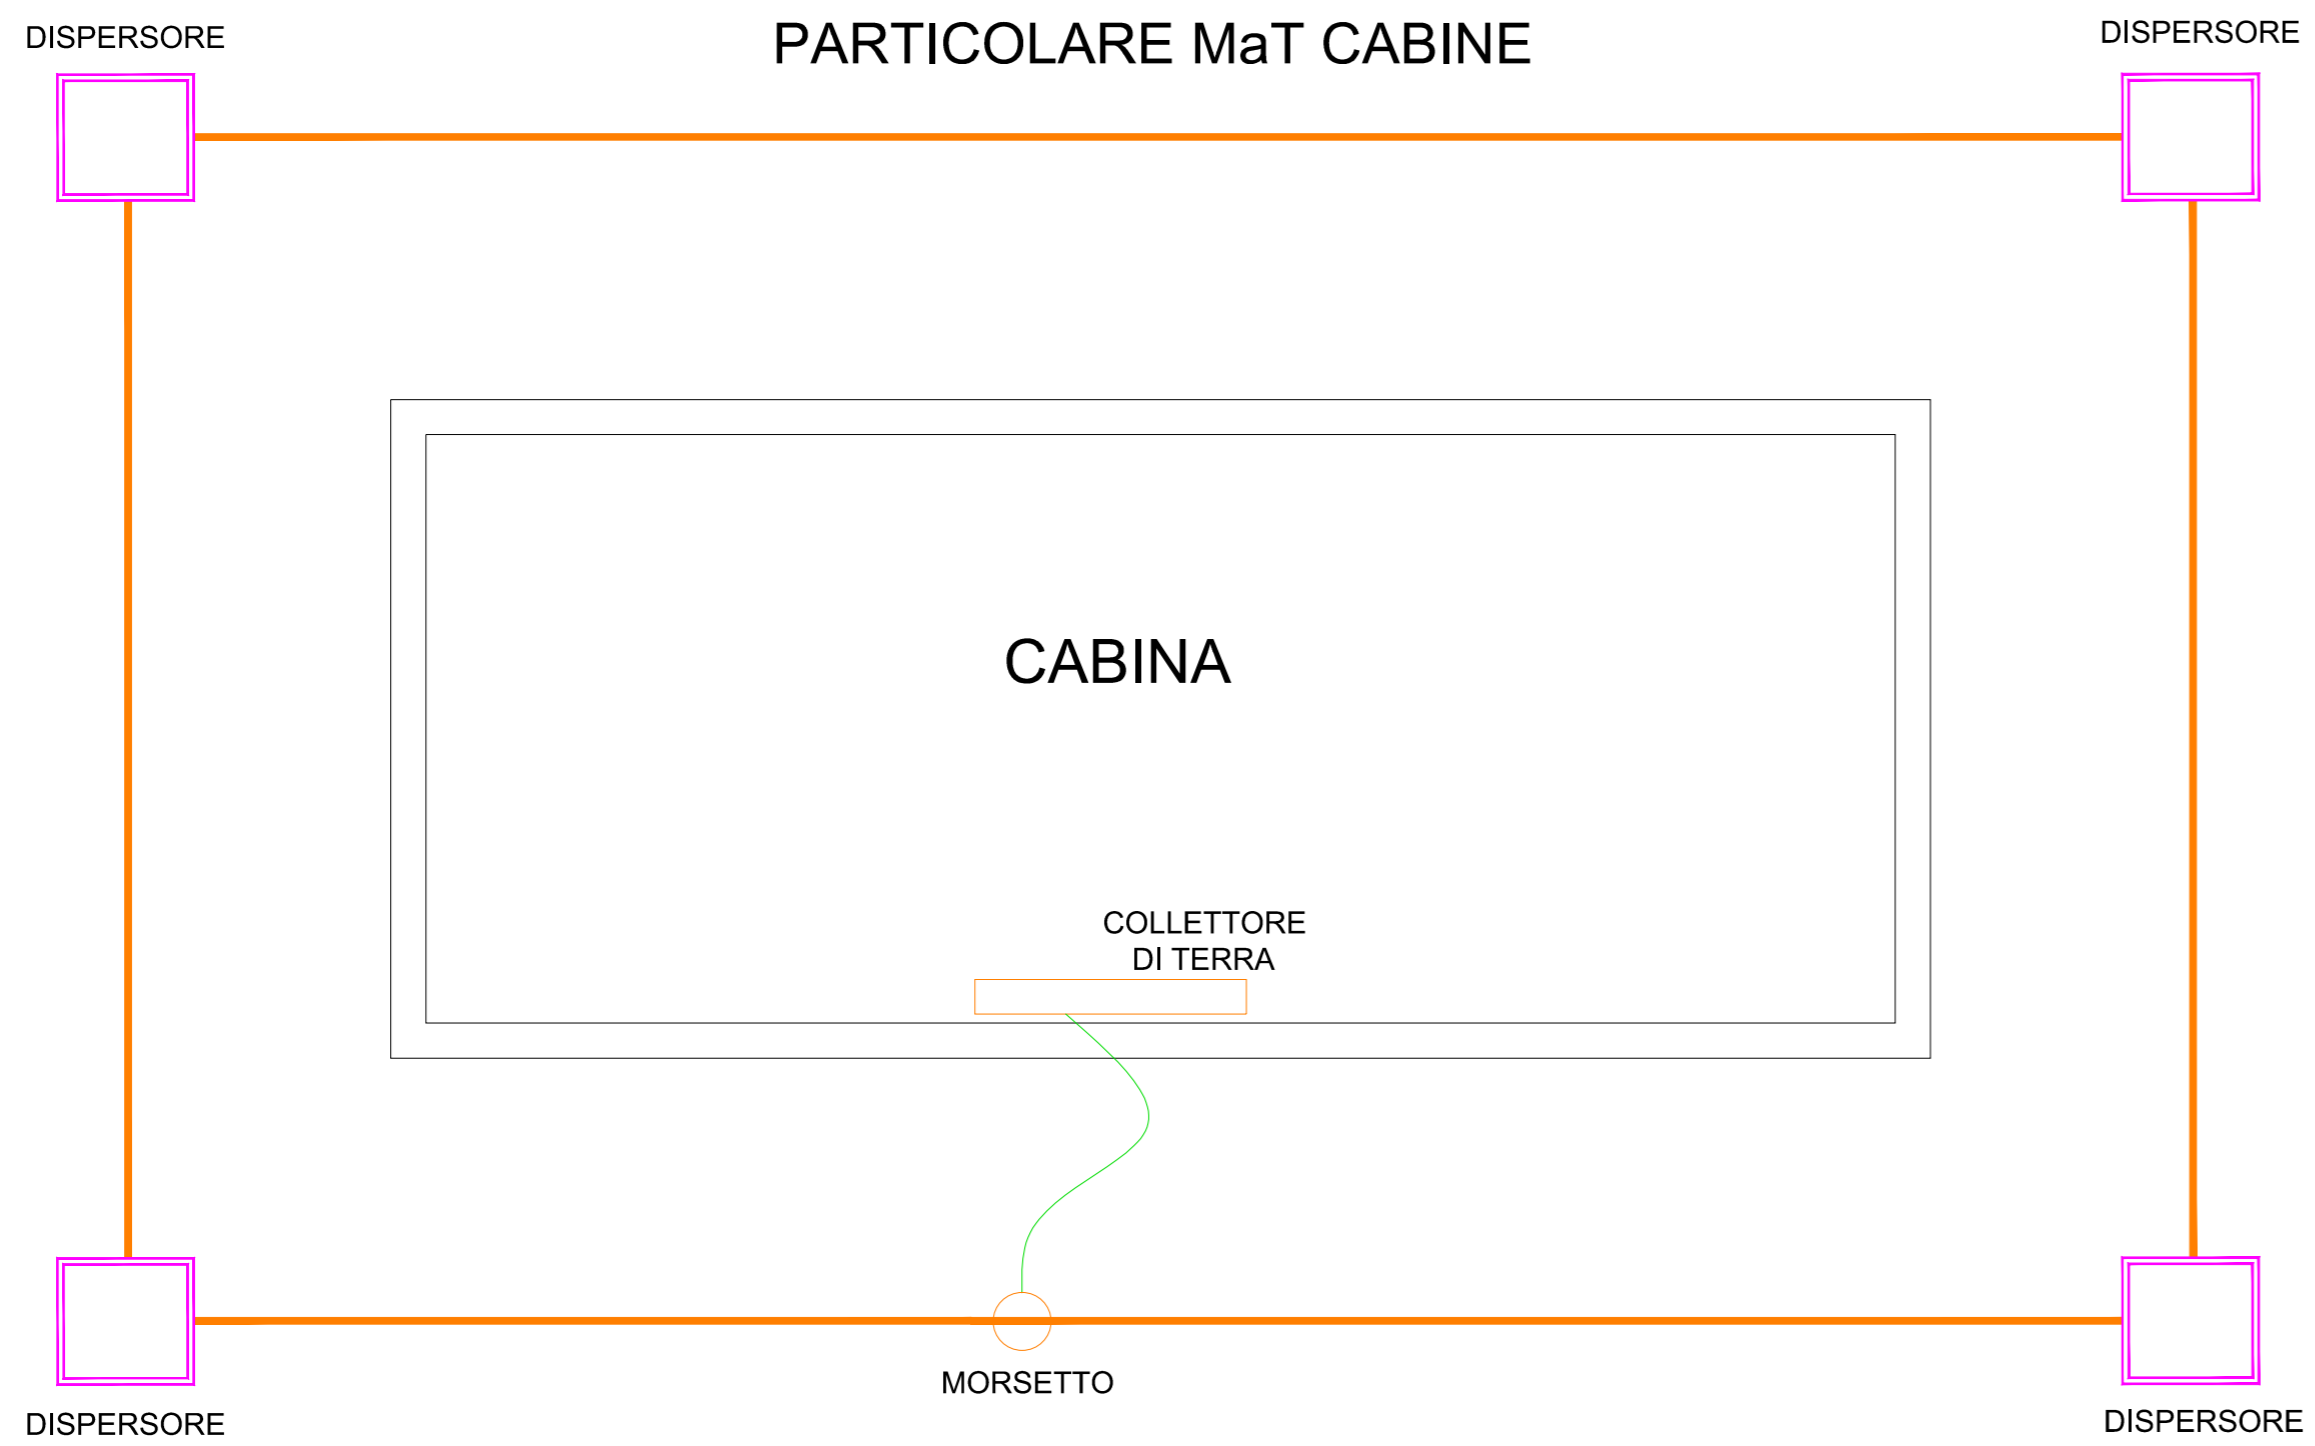 DISPERSORE
PARTICOLARE MaT CABINE
DISPERSORE
CABINA
COLLETTORE
DI TERRA
MORSETTO
DISPERSORE
DISPERSORE